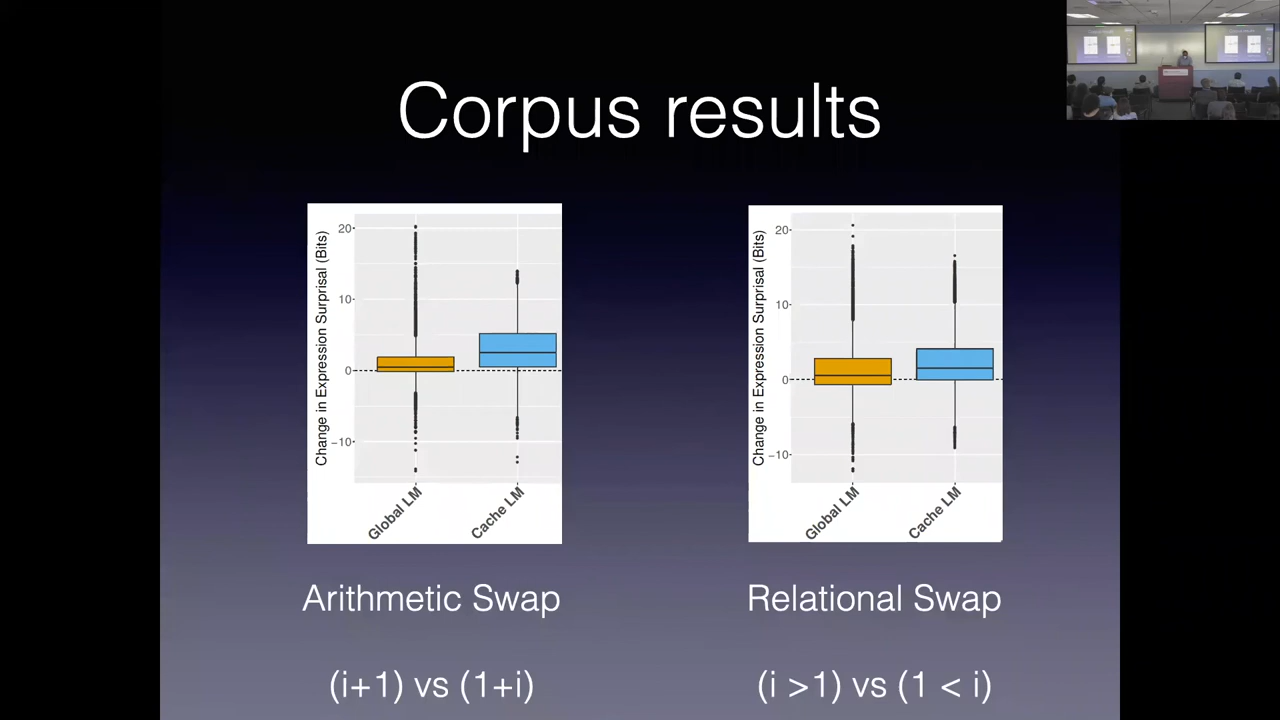 Corpus results
Change in Expression Surprisal (Bits)
20
10
0
−10
Global LM
Cache LM
Change in Expression Surprisal (Bits)
20
10
0
−10
Global LM
Cache LM
Arithmetic Swap
Relational Swap
(i+1) vs (1+i)
(i >1) vs (1 < i)